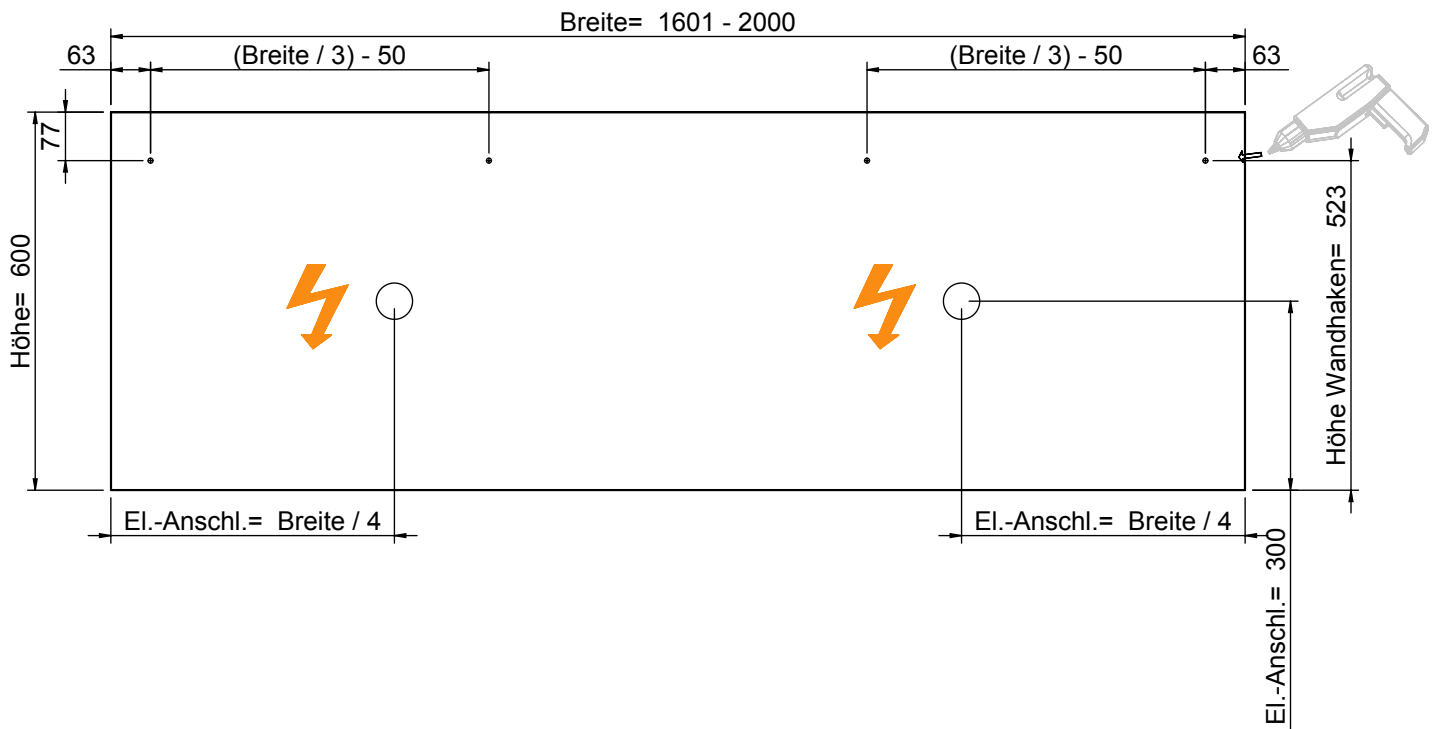 Breite=  1601 - 2000
63
(Breite / 3) - 50
(Breite / 3) - 50
63
77
Höhe=  600
Höhe Wandhaken=  523
El.-Anschl.=  Breite / 4
El.-Anschl.=  Breite / 4
El.-Anschl.=  300